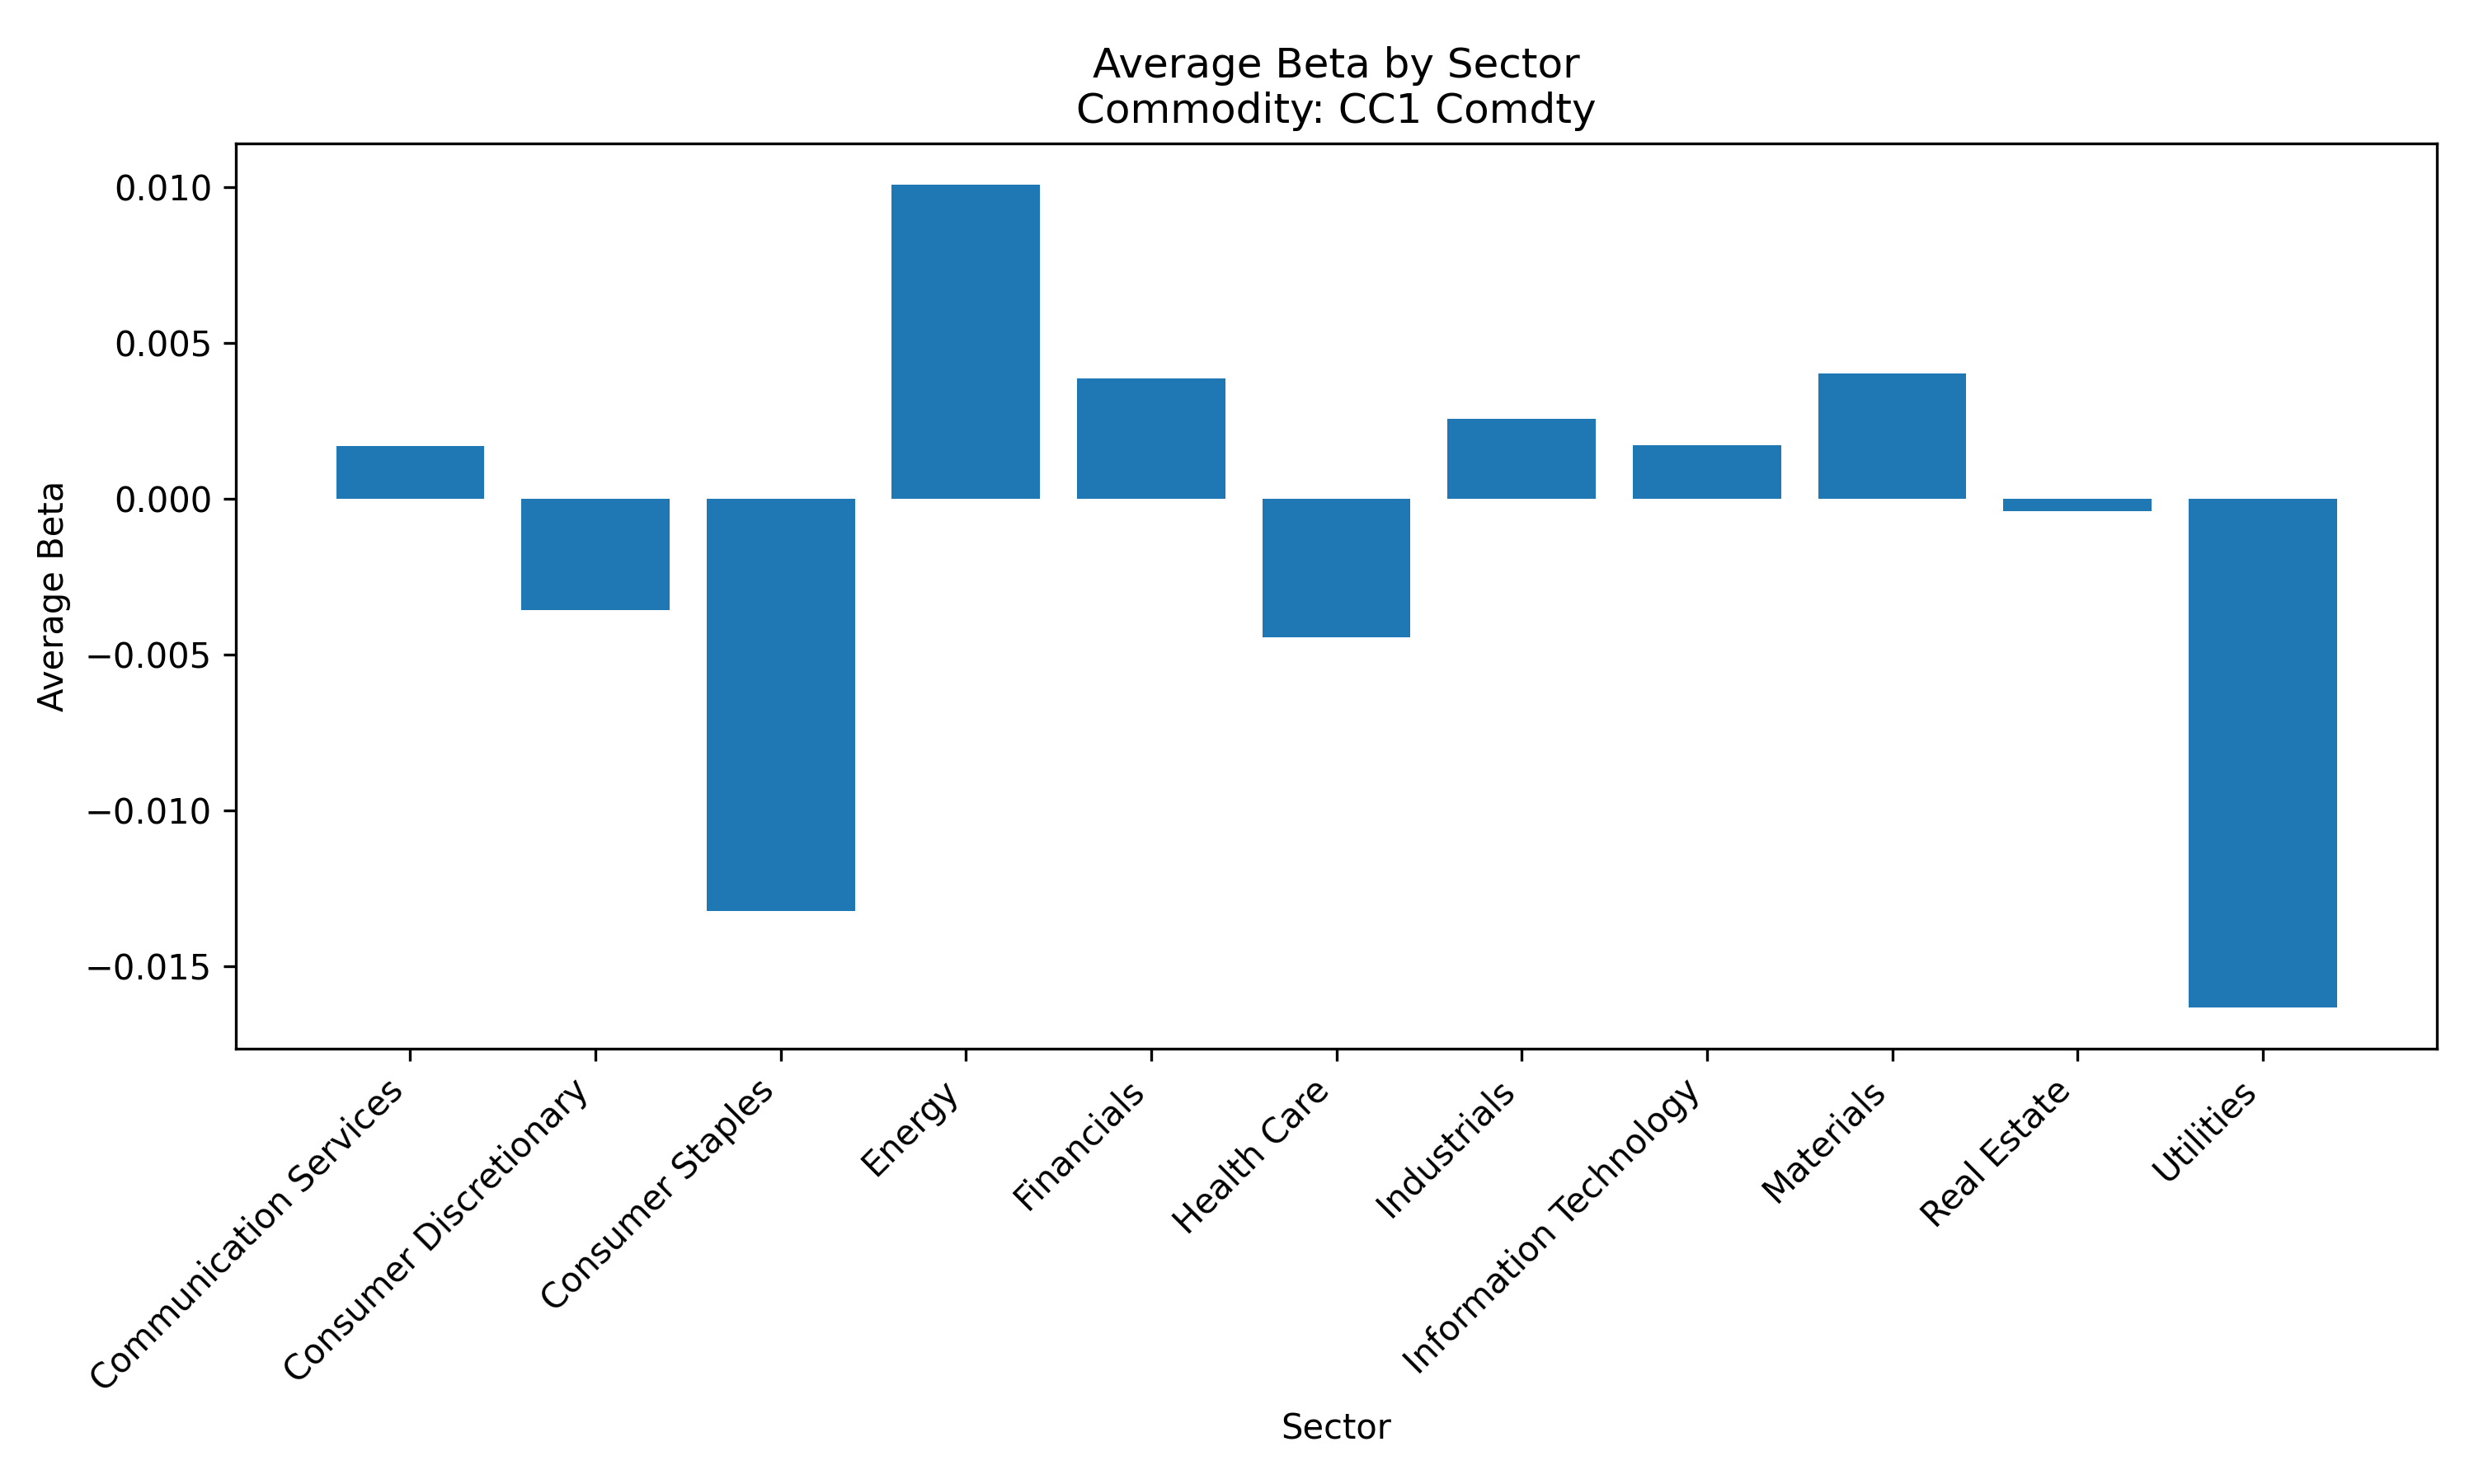 Average Beta by Sector
Commodity: CC1 Comdty
Average Beta
0.010
0.005
0.000
−0.005
−0.010
−0.015
Communication Services
Consumer Discretionary
Consumer Staples
Energy
Financials
Health Care
Industrials
Information Technology
Materials
Real Estate
Utilities
Sector